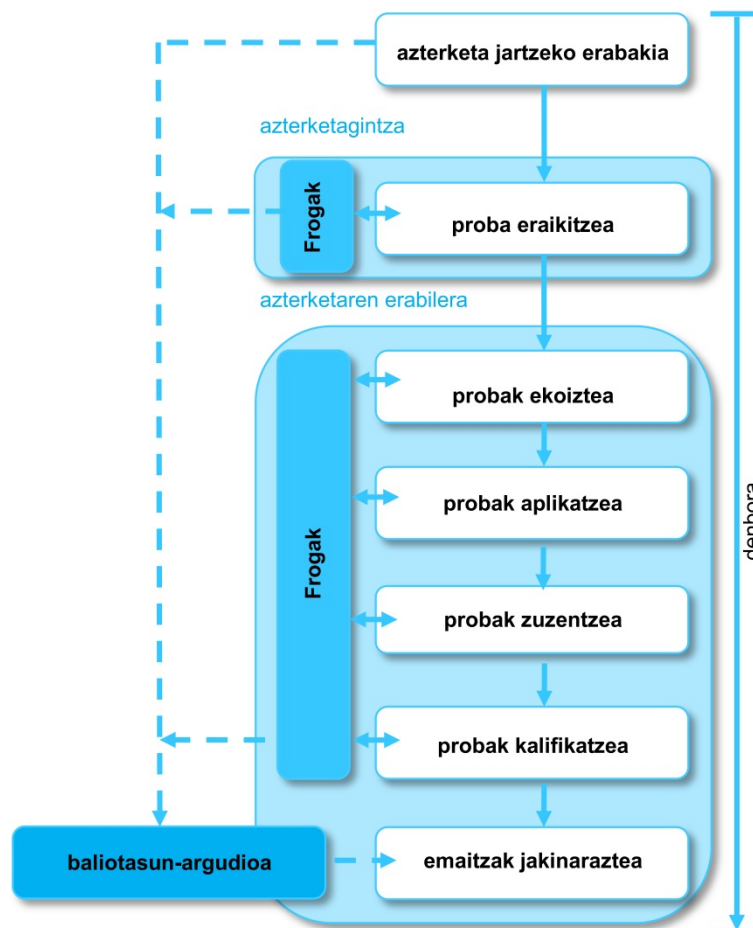 azterketa jartzeko erabakia
azterketagintza
Frogak
proba eraikitzea
azterketaren erabilera
probak ekoiztea
probak aplikatzea
Frogak
probak zuzentzea
probak kalifikatzea
baliotasun-argudioa
emaitzak jakinaraztea
denbora